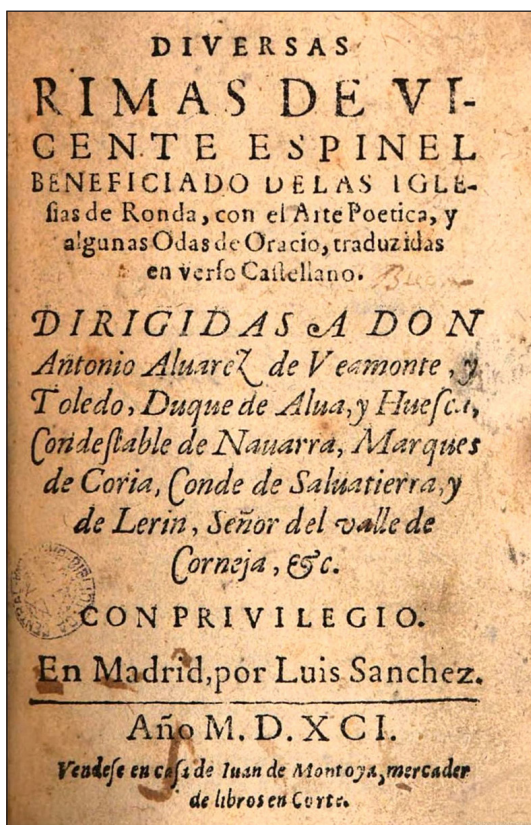 DIVERSAS
RIMAS DE VI-
CENTE ESPINEL
BENEFICIADO DELAS IGLE-
ſias de Ronda, con el Arte Poetica, y
algunas Odas de Oracio, traduzidas
en verſo Caſtellano.
DIRIGIDAS A DON
Antonio Aluarez de Veamonte, y
Toledo, Duque de Alua, y Hueſca,
Condeſtable de Nauarra, Marques
de Coria, Conde de Saluatierra, y
de Lerin, Señor del valle de
Corneja, &c.
CON PRIVILEGIO.
En Madrid, por Luis Sanchez.
Año M. D. XCI.
Vendeſe en caſa de Iuan de Montoya, mercader
de libros en Corte.